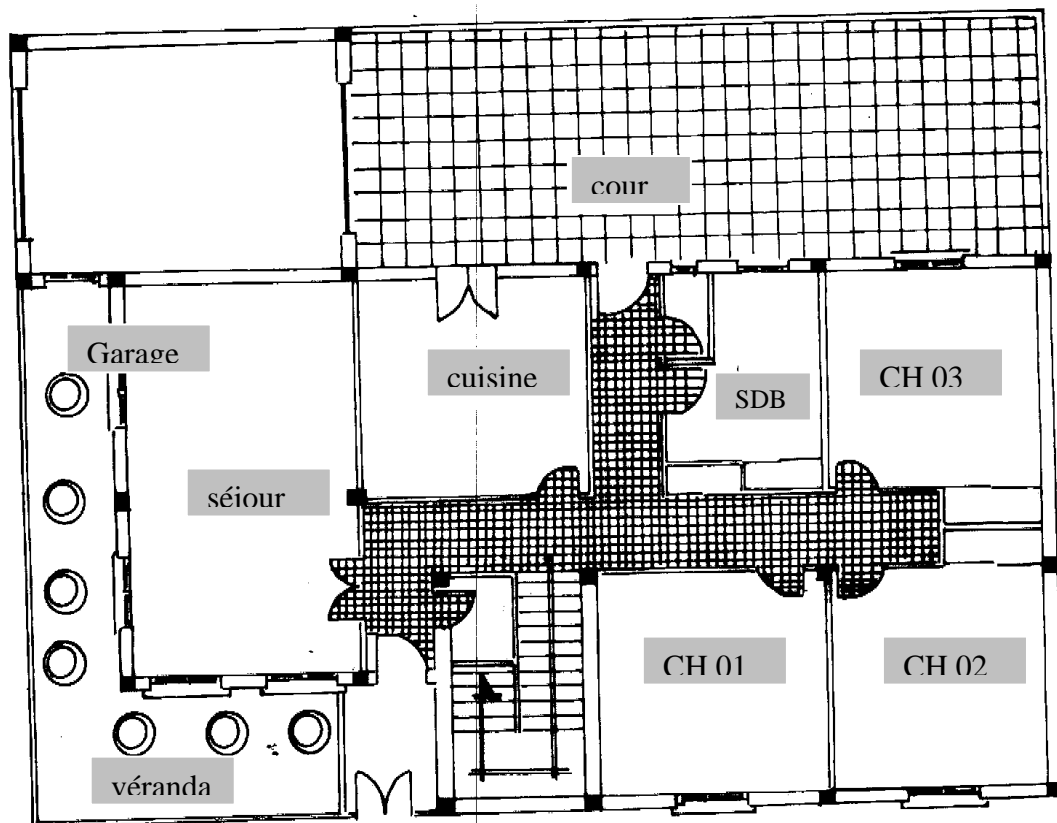 cour
Garage
cuisine
SDB
CH 03
séjour
CH 01
CH 02
véranda